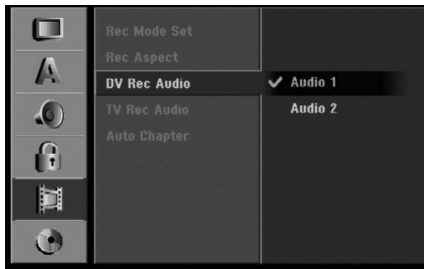 Rec Mode Set
Rec Aspect
DV Rec Audio
TV Rec Audio
Auto Chapter
Audio 1
Audio 2